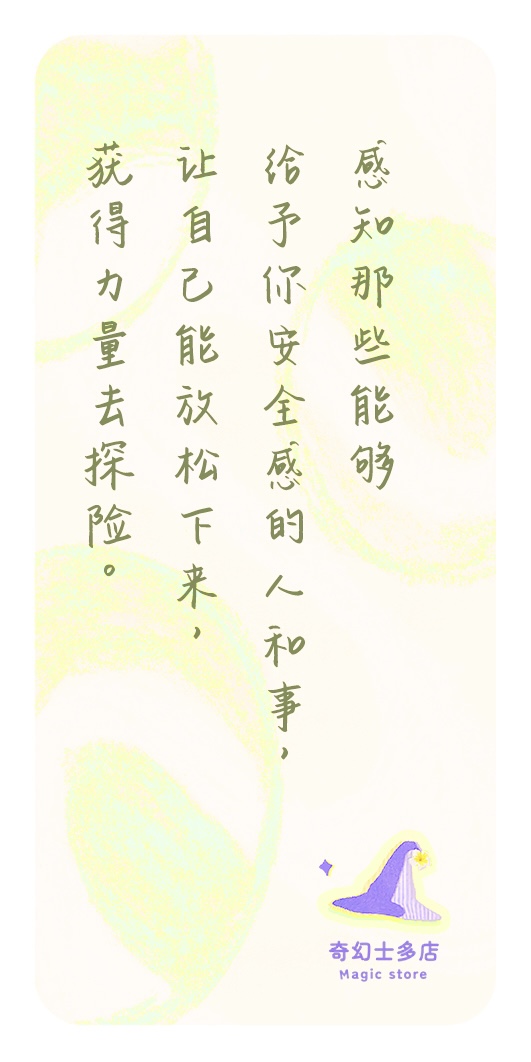 感知那些能够
给予你安全感的人和事，
让自己能放松下来，
获得力量去探险。
奇幻士多店
Magic store